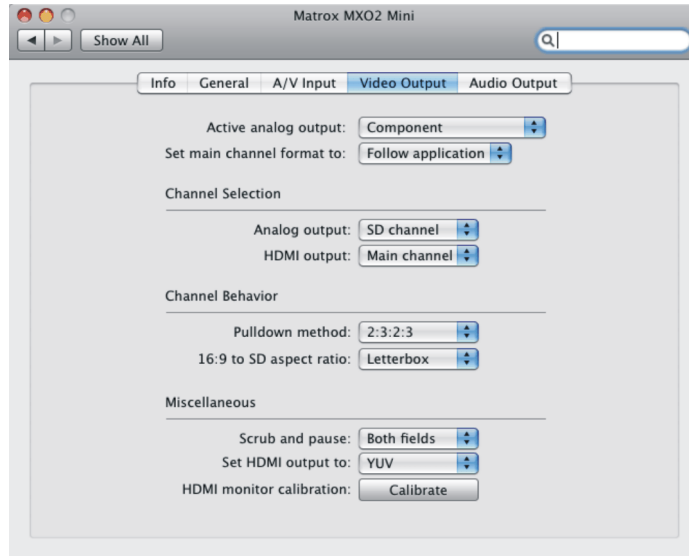 Matrox MXO2 Mini
Show All
Info General A/V Input Video Output Audio Output
Active analog output: Component
Set main channel format to: Follow application
Channel Selection
Analog output: SD channel
HDMI output: Main channel
Channel Behavior
Pulldown method: 2:3:2:3
16:9 to SD aspect ratio: Letterbox
Miscellaneous
Scrub and pause: Both fields
Set HDMI output to: YUV
HDMI monitor calibration: Calibrate